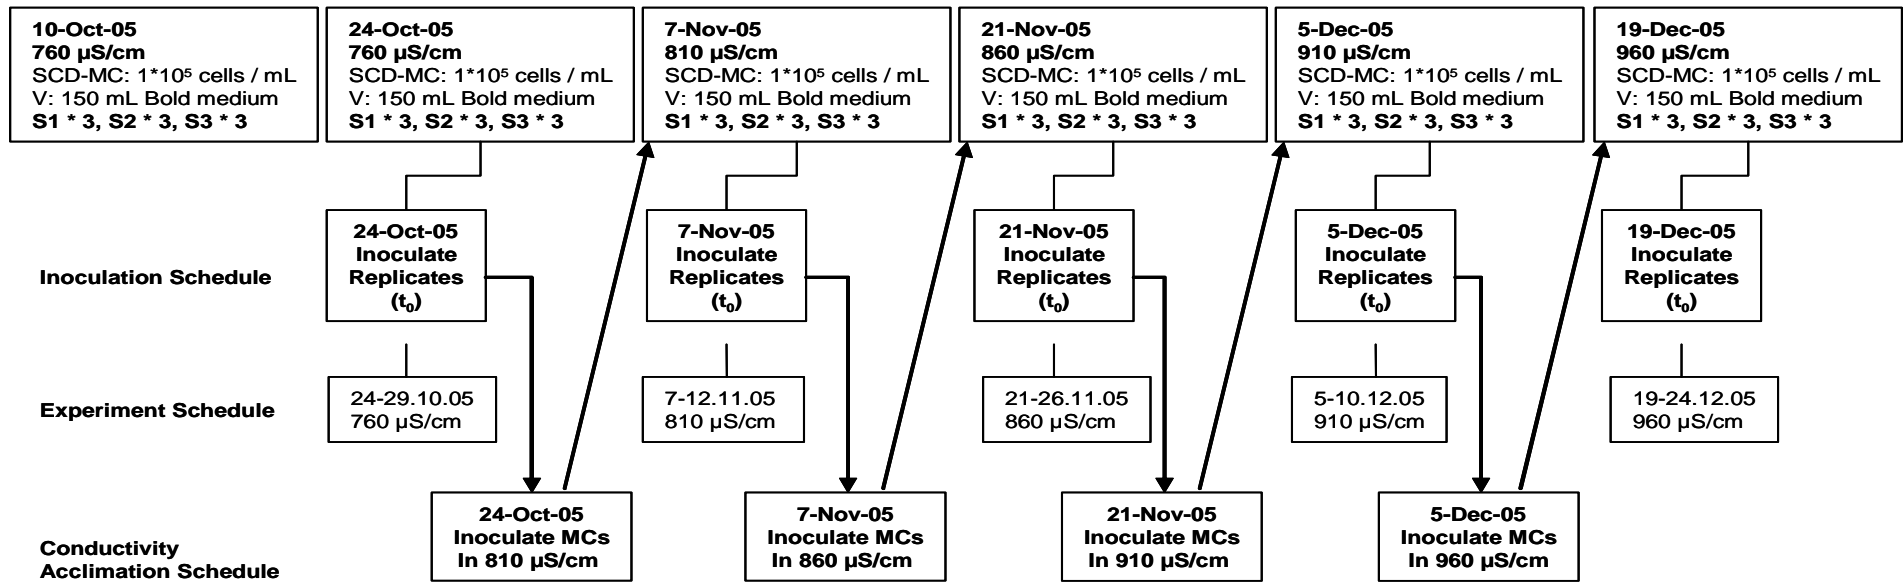 10-Oct-05
760 µS/cm
SCD-MC: 1*10⁵ cells / mL
V: 150 mL Bold medium
S1 * 3, S2 * 3, S3 * 3
24-Oct-05
760 µS/cm
SCD-MC: 1*10⁵ cells / mL
V: 150 mL Bold medium
S1 * 3, S2 * 3, S3 * 3
7-Nov-05
810 µS/cm
SCD-MC: 1*10⁵ cells / mL
V: 150 mL Bold medium
S1 * 3, S2 * 3, S3 * 3
21-Nov-05
860 µS/cm
SCD-MC: 1*10⁵ cells / mL
V: 150 mL Bold medium
S1 * 3, S2 * 3, S3 * 3
5-Dec-05
910 µS/cm
SCD-MC: 1*10⁵ cells / mL
V: 150 mL Bold medium
S1 * 3, S2 * 3, S3 * 3
19-Dec-05
960 µS/cm
SCD-MC: 1*10⁵ cells / mL
V: 150 mL Bold medium
S1 * 3, S2 * 3, S3 * 3
Inoculation Schedule
24-Oct-05
Inoculate
Replicates
(t₀)
7-Nov-05
Inoculate
Replicates
(t₀)
21-Nov-05
Inoculate
Replicates
(t₀)
5-Dec-05
Inoculate
Replicates
(t₀)
19-Dec-05
Inoculate
Replicates
(t₀)
Experiment Schedule
24-29.10.05
760 µS/cm
7-12.11.05
810 µS/cm
21-26.11.05
860 µS/cm
5-10.12.05
910 µS/cm
19-24.12.05
960 µS/cm
Conductivity
Acclimation Schedule
24-Oct-05
Inoculate MCs
In 810 µS/cm
7-Nov-05
Inoculate MCs
In 860 µS/cm
21-Nov-05
Inoculate MCs
In 910 µS/cm
5-Dec-05
Inoculate MCs
In 960 µS/cm